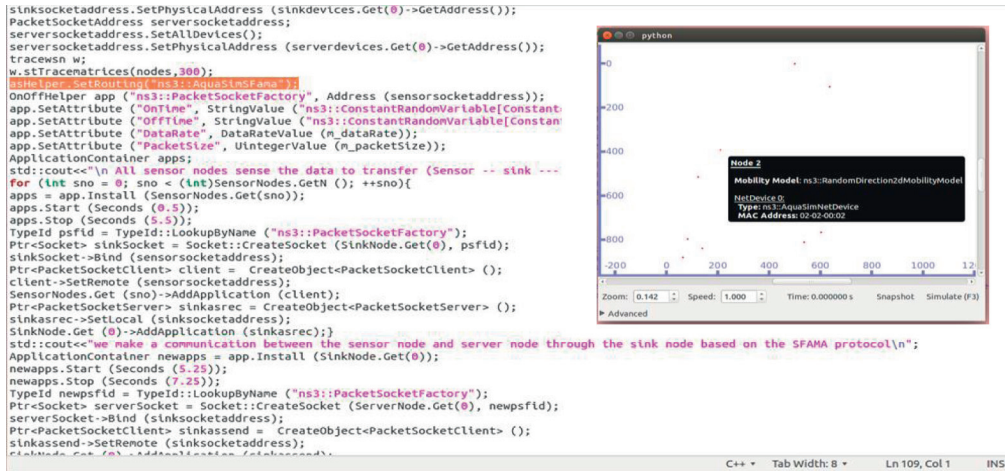 sinksocketaddress.SetPhysicalAddress (sinkdevices.Get(0)->GetAddress());
PacketSocketAddress serversocketaddress;
serversocketaddress.SetAllDevices();
serversocketaddress.SetPhysicalAddress (serverdevices.Get(0)->GetAddress());
tracewsn w;
w.stTracematrices(nodes,300);
asHelper.SetRouting("ns3::AquaSimSFama");
OnOffHelper app ("ns3::PacketSocketFactory", Address (sensorsocketaddress));
app.SetAttribute ("OnTime", StringValue ("ns3::ConstantRandomVariable[Constant
app.SetAttribute ("OffTime", StringValue ("ns3::ConstantRandomVariable[Constan
app.SetAttribute ("DataRate", DataRateValue (m_dataRate));
app.SetAttribute ("PacketSize", UintegerValue (m_packetSize));
ApplicationContainer apps;
std::cout<<"\n All sensor nodes sense the data to transfer (Sensor -- sink ---
for (int sno = 0; sno < (int)SensorNodes.GetN (); ++sno){
apps = app.Install (SensorNodes.Get(sno));
apps.Start (Seconds (0.5));
apps.Stop (Seconds (5.5));
TypeId psfid = TypeId::LookupByName ("ns3::PacketSocketFactory");
Ptr<Socket> sinkSocket = Socket::CreateSocket (SinkNode.Get(0), psfid);
sinkSocket->Bind (sensorsocketaddress);
Ptr<PacketSocketClient> client = CreateObject<PacketSocketClient> ();
client->SetRemote (sensorsocketaddress);
SensorNodes.Get (sno)->AddApplication (client);
Ptr<PacketSocketServer> sinkasrec = CreateObject<PacketSocketServer> ();
sinkasrec->SetLocal (sinksocketaddress);
SinkNode.Get (0)->AddApplication (sinkasrec);}
std::cout<<"we make a communication between the sensor node and server node through the sink node based on the SFAMA protocol\n";
ApplicationContainer newapps = app.Install (SinkNode.Get(0));
newapps.Start (Seconds (5.25));
newapps.Stop (Seconds (7.25));
TypeId newpsfid = TypeId::LookupByName ("ns3::PacketSocketFactory");
Ptr<Socket> serverSocket = Socket::CreateSocket (ServerNode.Get(0), newpsfid);
serverSocket->Bind (sinksocketaddress);
Ptr<PacketSocketClient> sinkassend = CreateObject<PacketSocketClient> ();
sinkassend->SetRemote (sinksocketaddress);
SinkNode.Get (0)->AddApplication (sinkassend);
C++ Tab Width: 8 Ln 109, Col 1 INS
python
0
200
400
600
800
-200 0 200 400 600 800 1000 12
Node 2
Mobility Model: ns3::RandomDirection2dMobilityModel
NetDevice 0:
Type: ns3::AquaSimNetDevice
MAC Address: 02-02-00:02
Zoom: 0.142 Speed: 1.000 Time: 0.000000 s Snapshot Simulate (F3)
Advanced